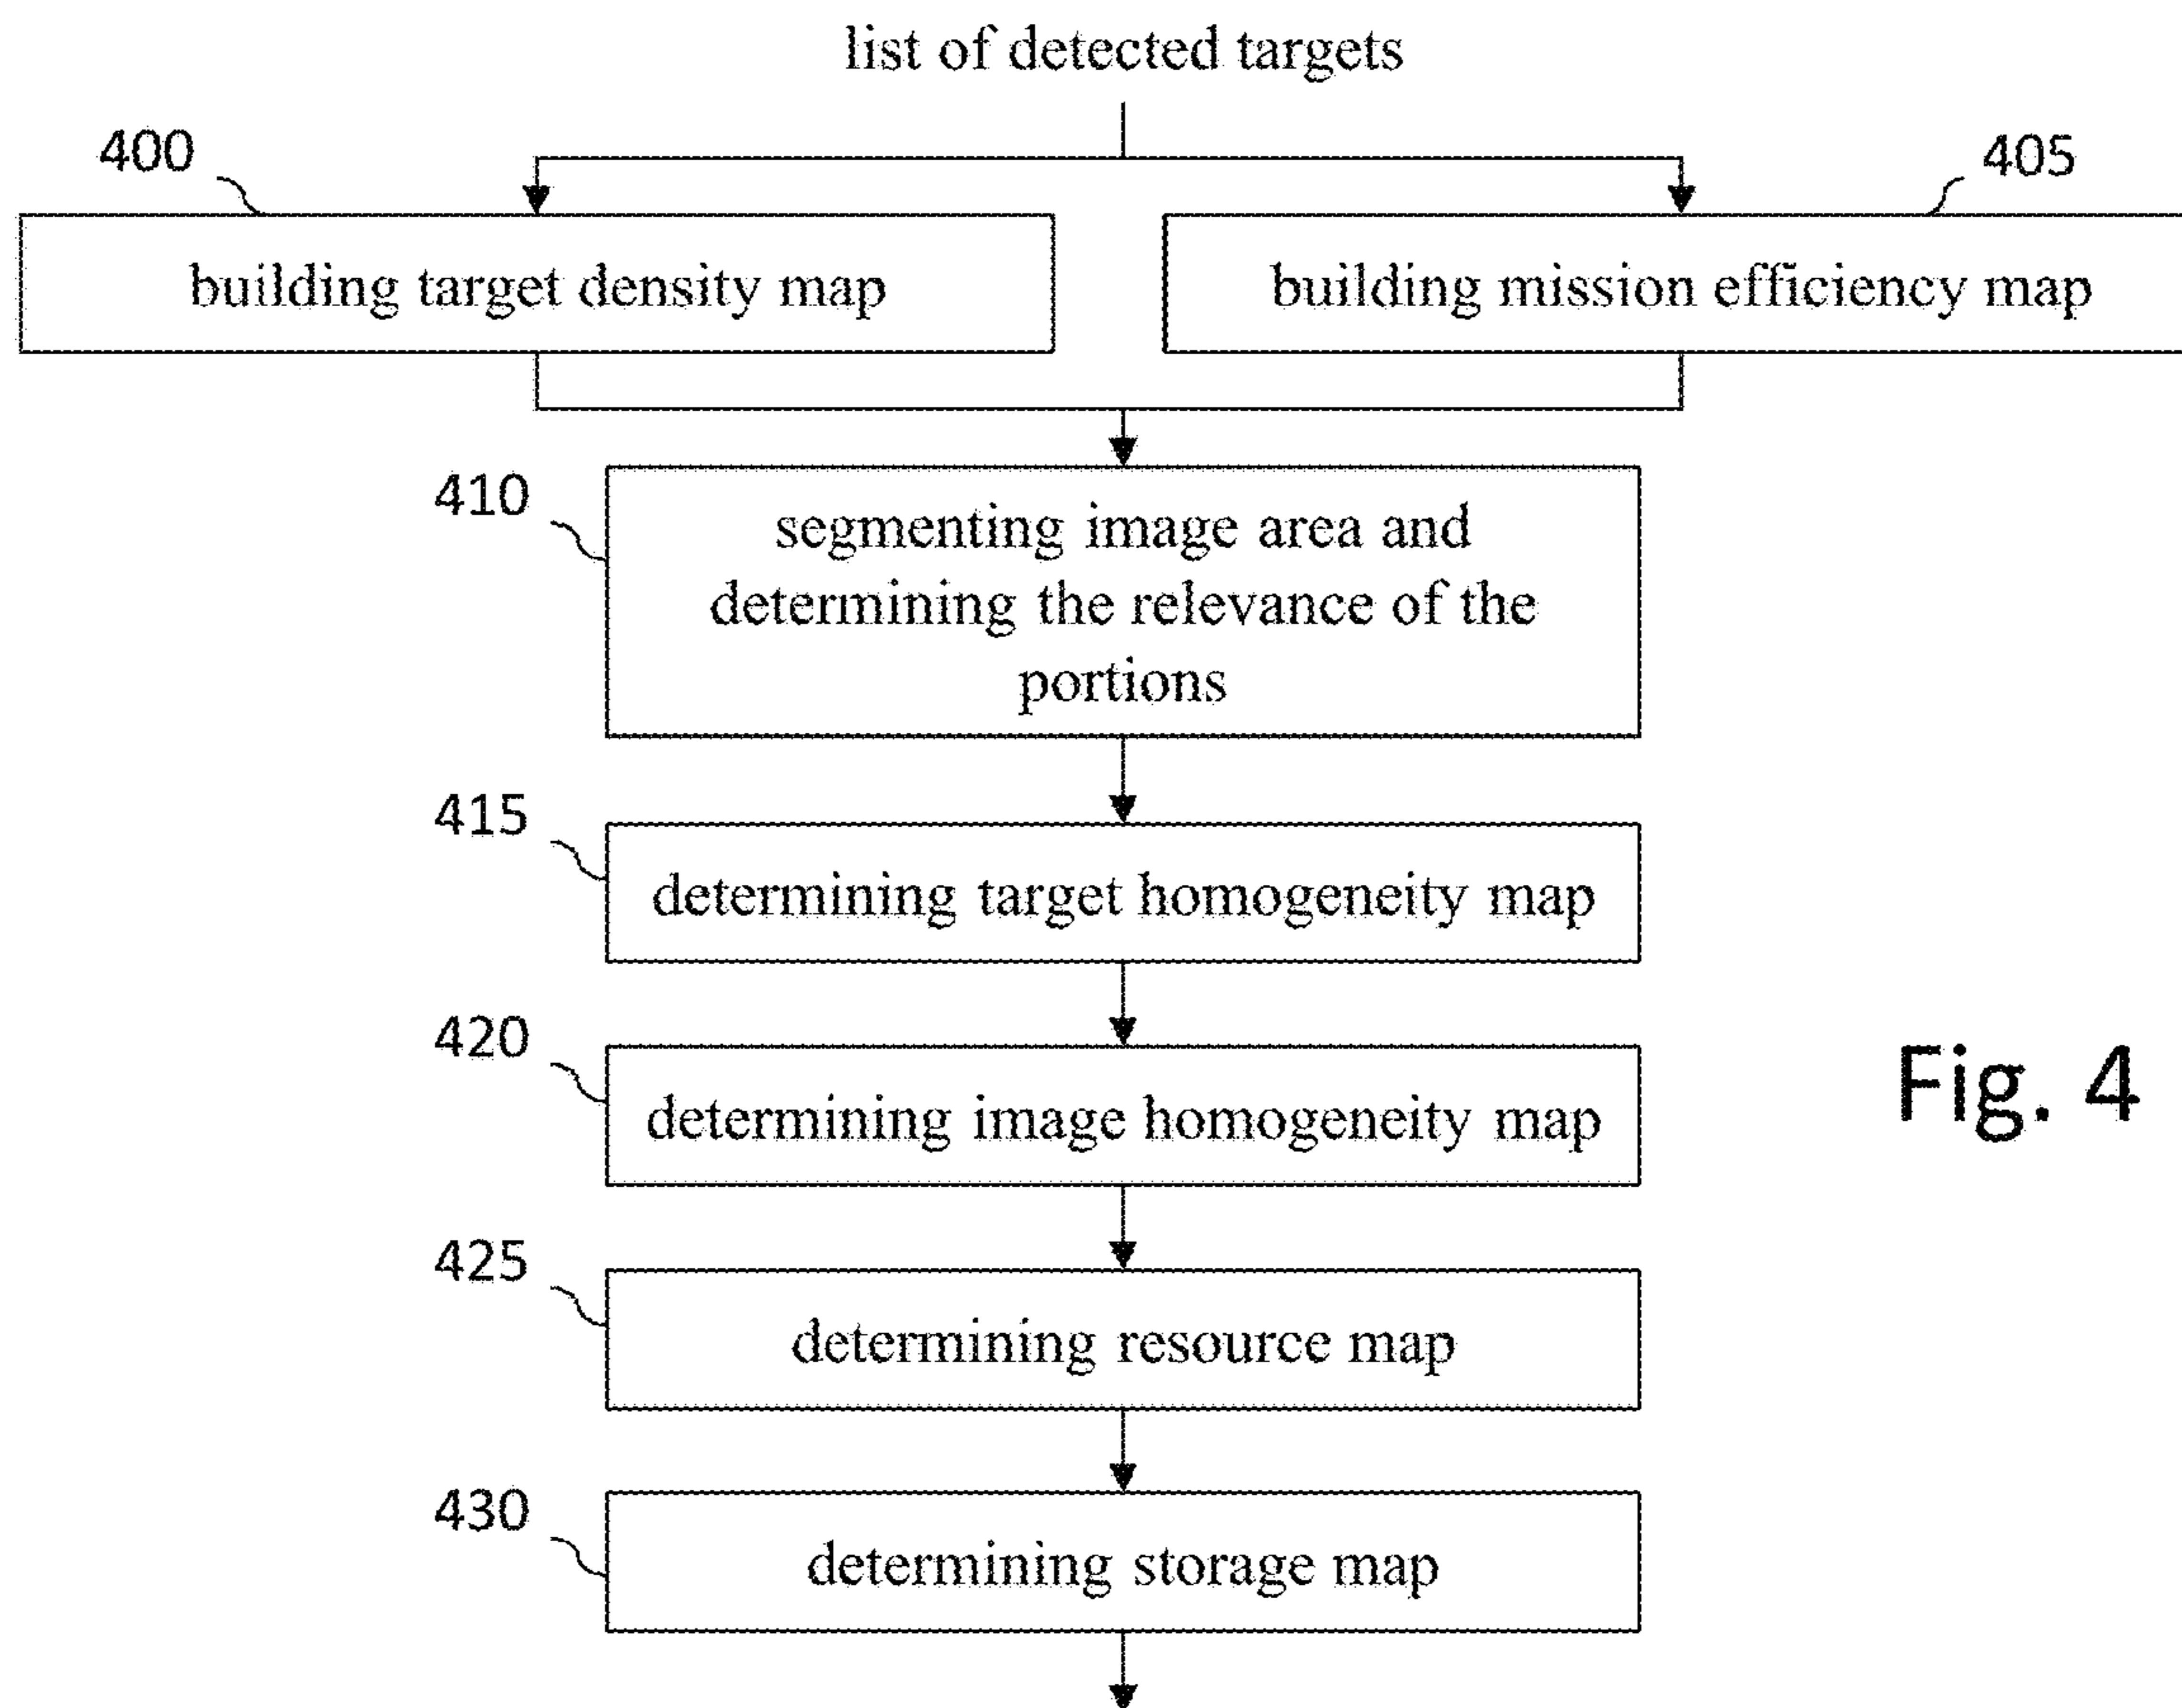 list of detected targets
400
405
building target density map
building mission efficiency map
410
segmenting image area and
determining the relevance of the
portions
415
determining target homogeneity map
420
determining image homogeneity map
Fig. 4
425
determining resource map
430
determining storage map